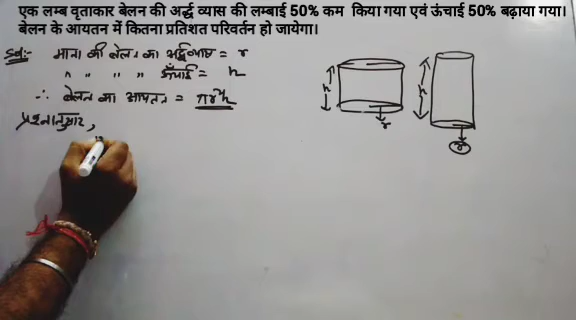 एक लम्ब वृताकार बेलन की अर्द्ध व्यास की लम्बाई 50% कम किया गया एवं ऊंचाई 50% बढ़ाया गया।
बेलन के आयतन में कितना प्रतिशत परिवर्तन हो जायेगा।
Sol:- माना की बेलन का अर्द्धव्यास = r
" " " " ऊँचाई = h
∴ बेलन का आयतन = πr²h
प्रश्नानुसार,
h r h r